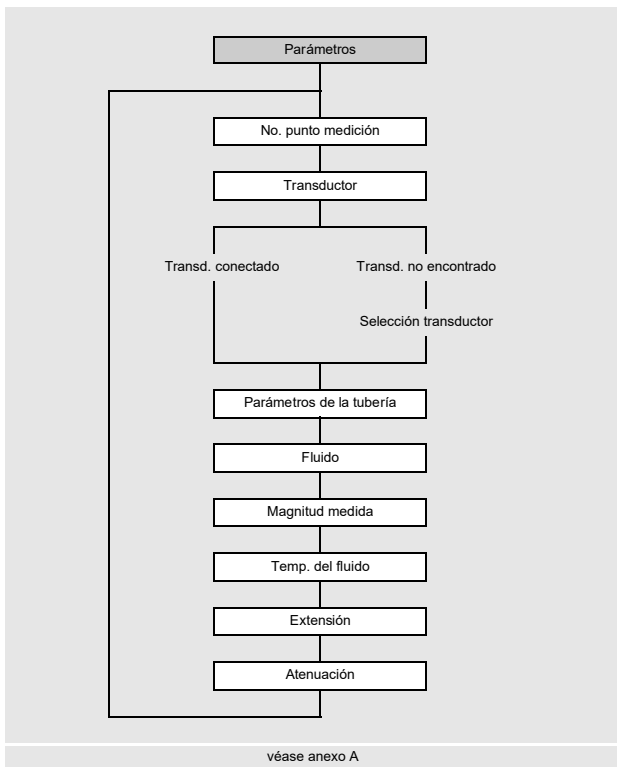 Parámetros
No. punto medición
Transductor
Transd. conectado
Transd. no encontrado
Selección transductor
Parámetros de la tubería
Fluido
Magnitud medida
Temp. del fluido
Extensión
Atenuación
véase anexo A